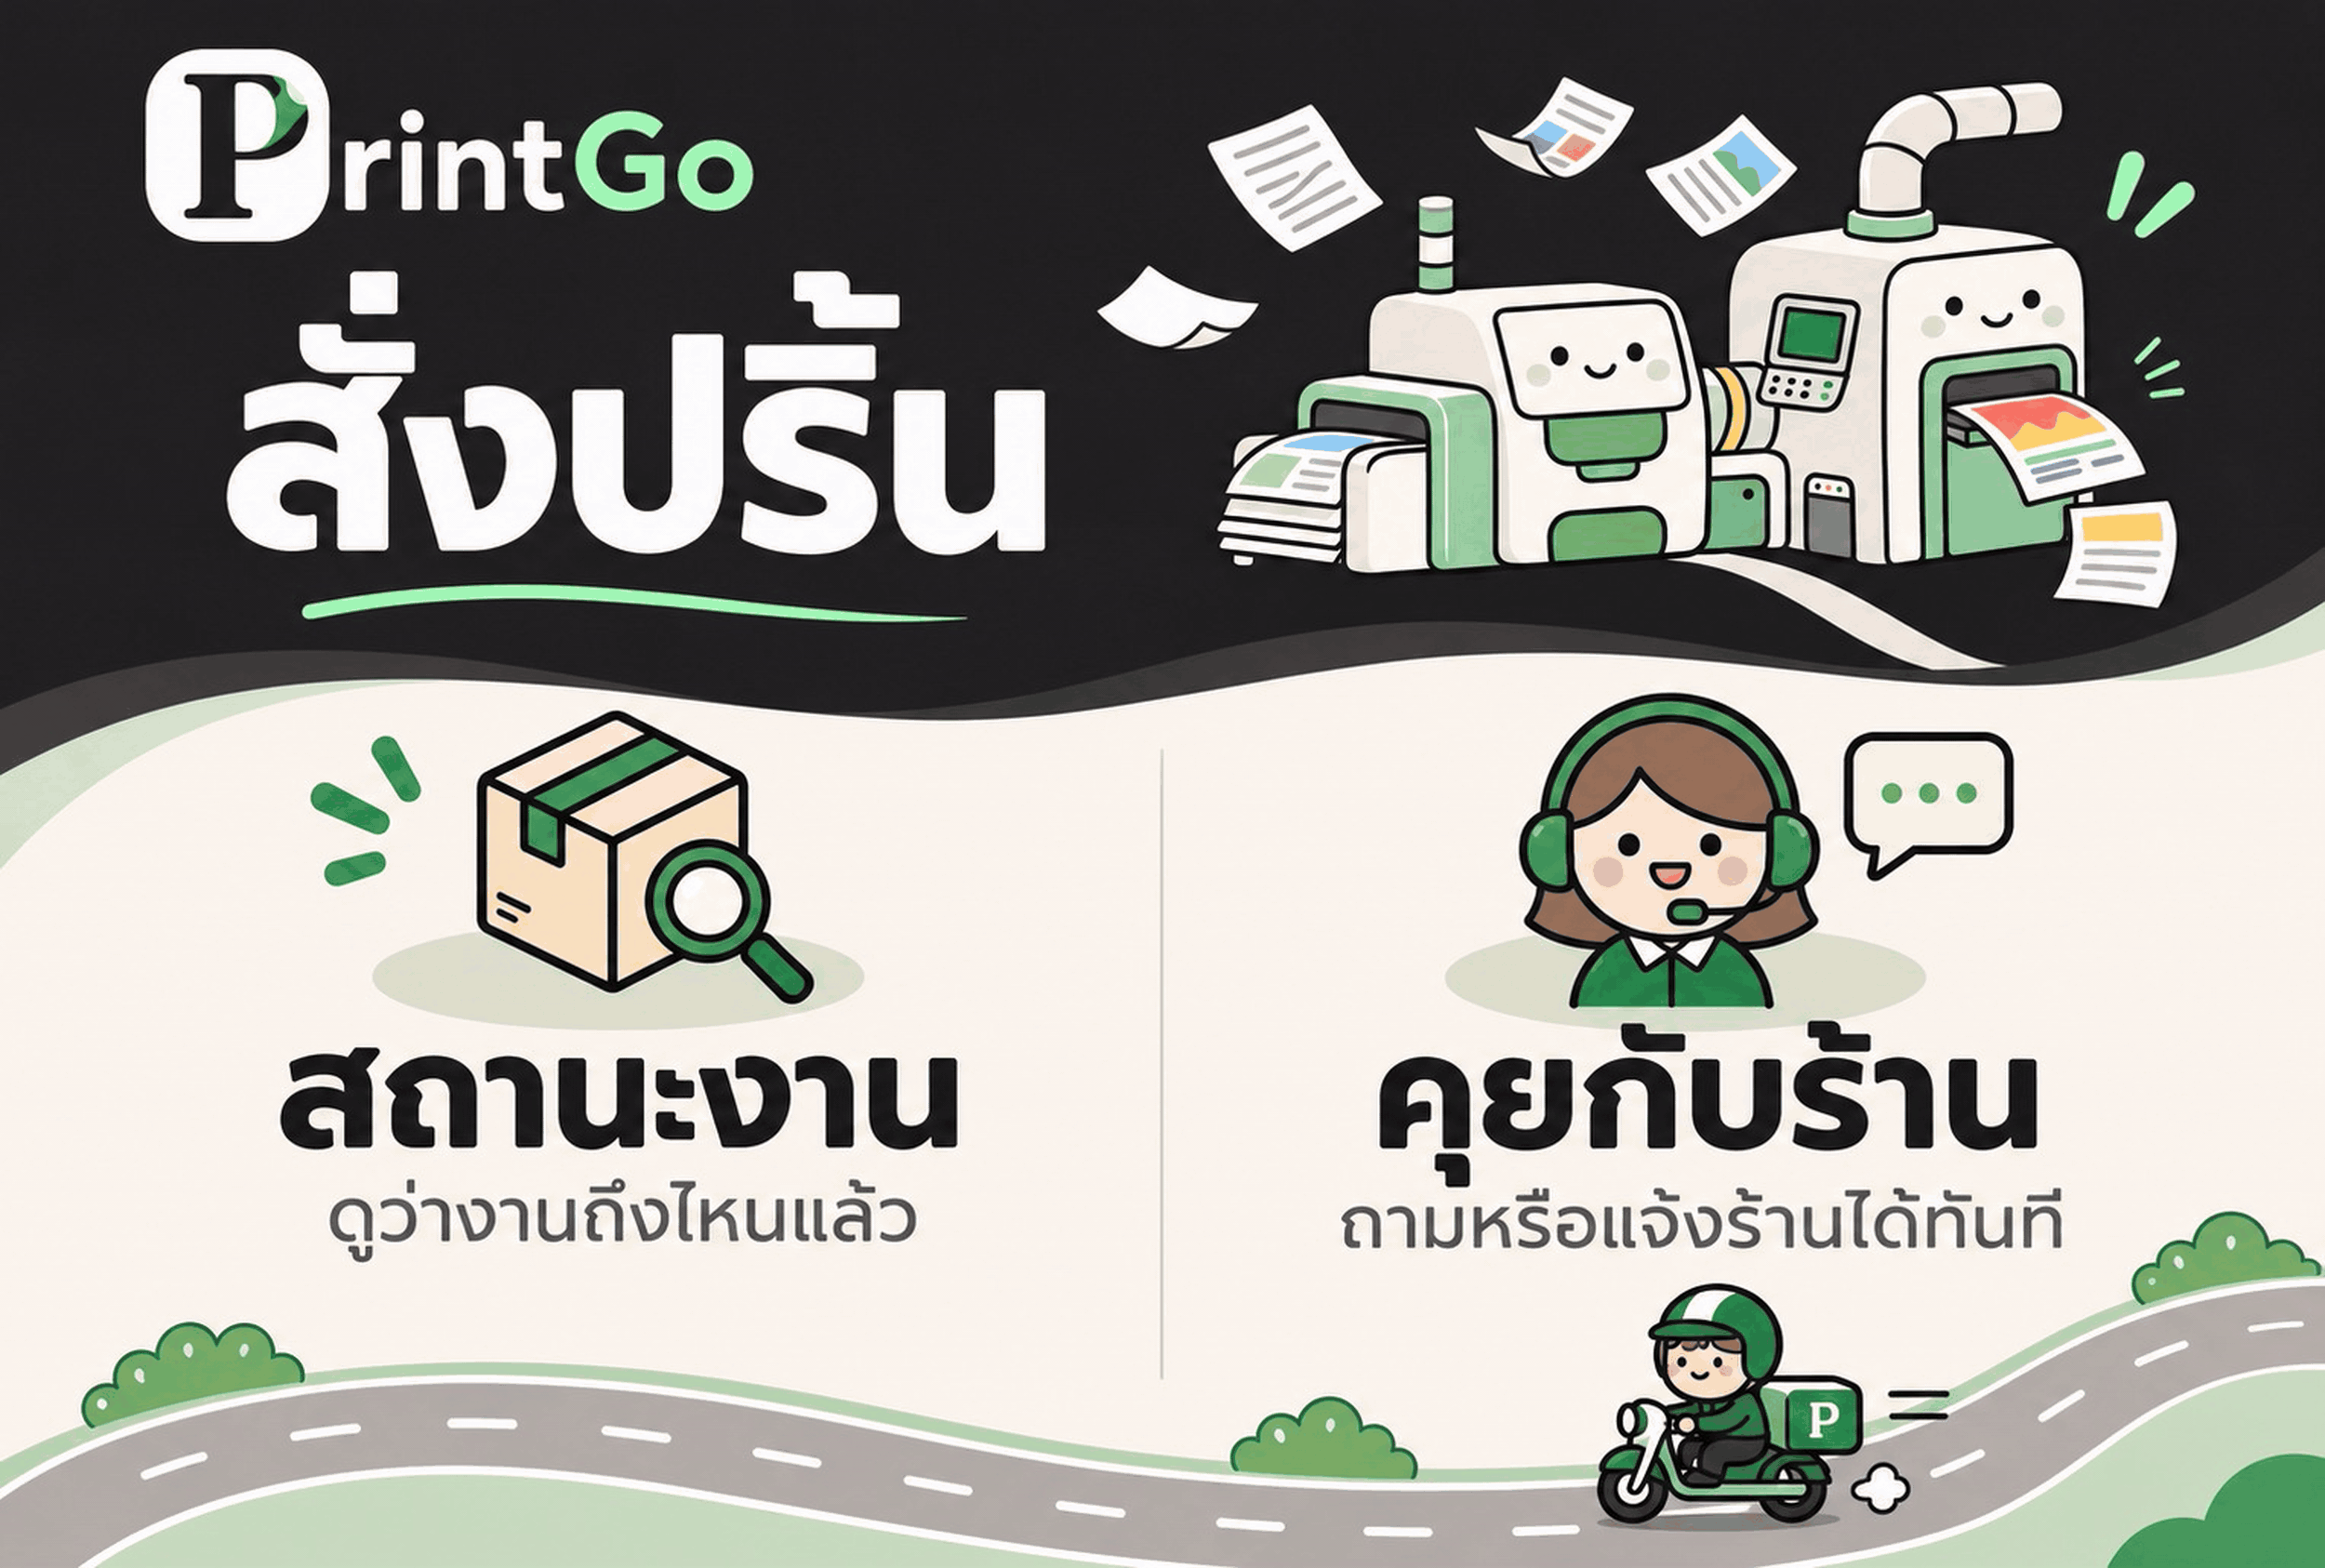 PrintGo
สั่งปริ้น
สถานะงาน
ดูว่างานถึงไหนแล้ว
คุยกับร้าน
ถามหรือแจ้งร้านได้ทันที
P